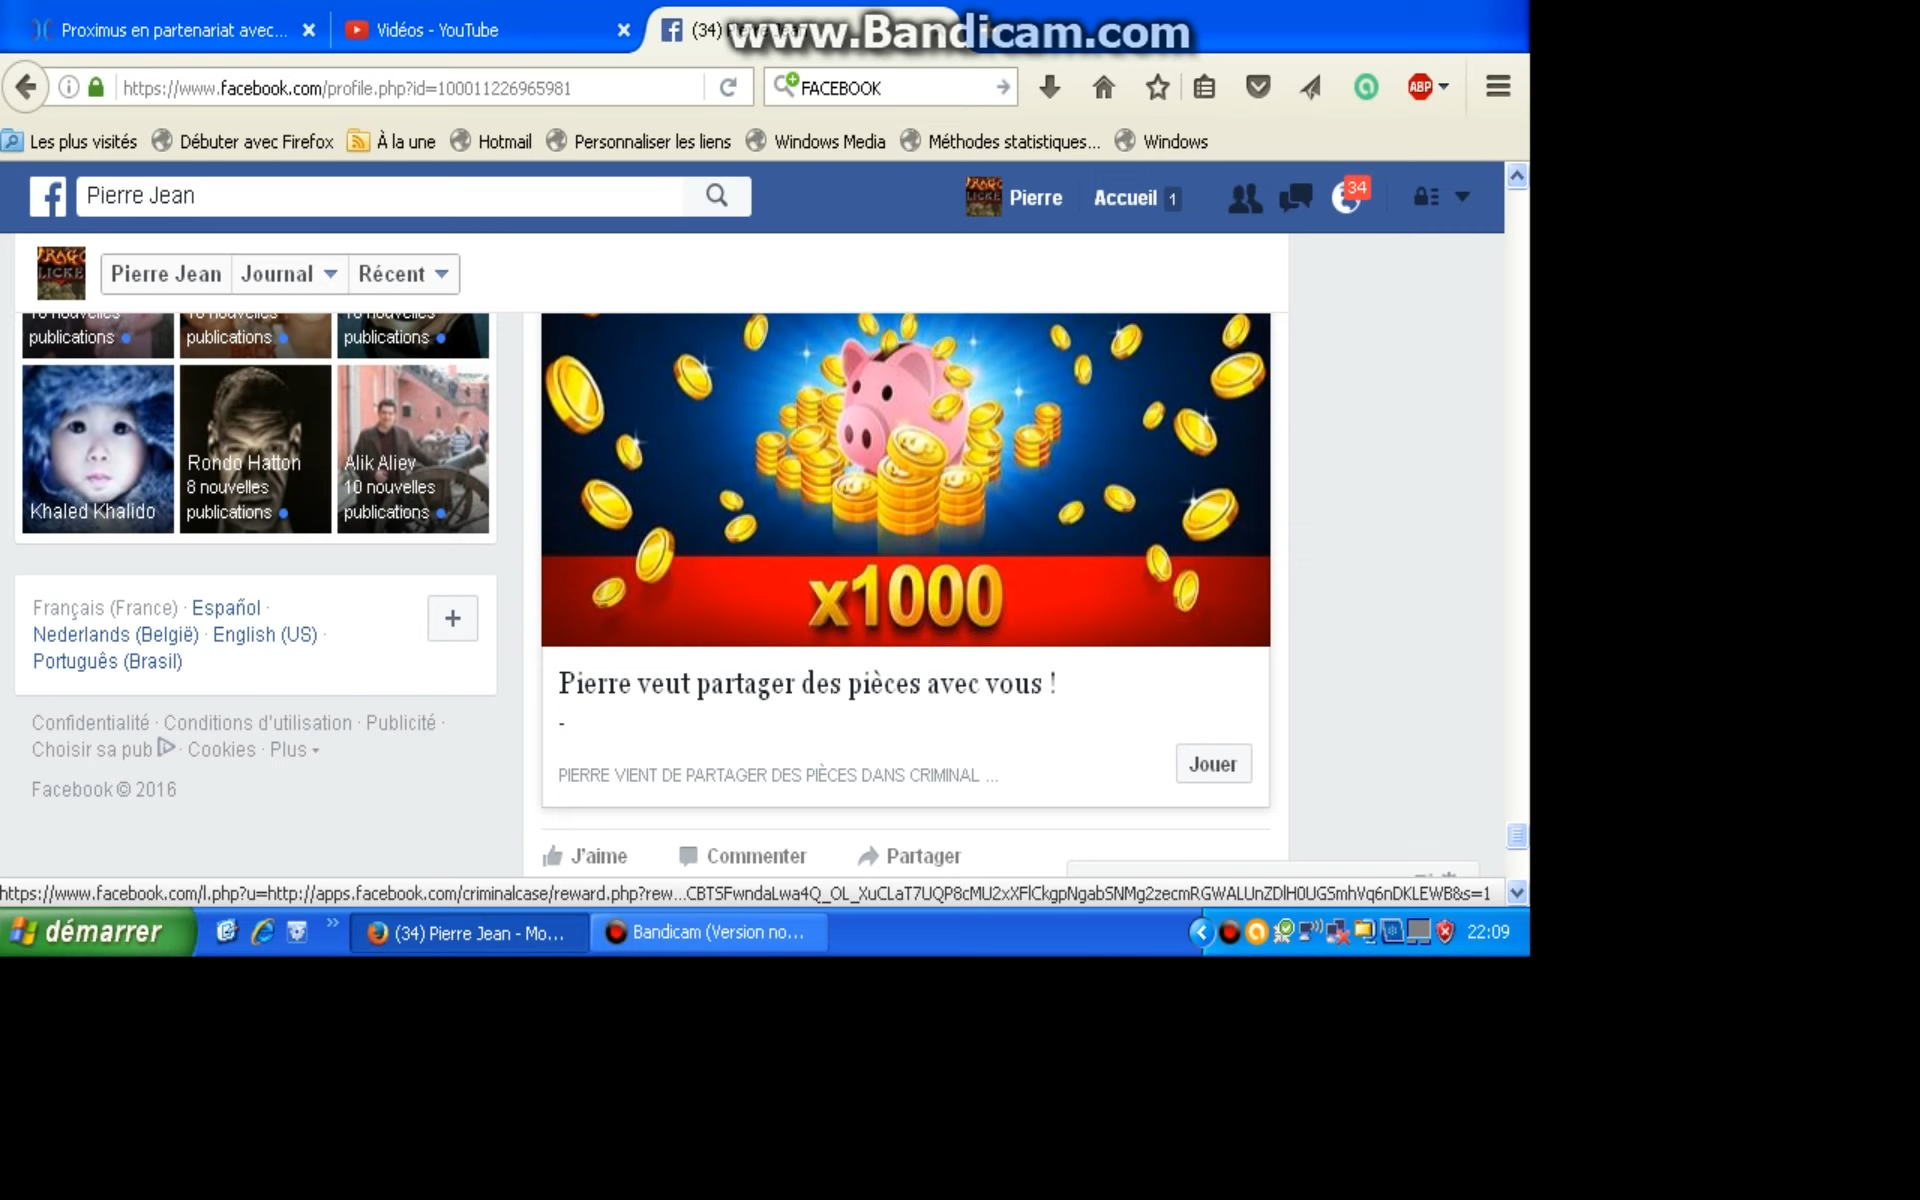 Proximus en partenariat avec...
Vidéos - YouTube
(34)
www.Bandicam.com
https://www.facebook.com/profile.php?id=100011226965981
FACEBOOK
ABP
Les plus visités
Débuter avec Firefox
À la une
Hotmail
Personnaliser les liens
Windows Media
Méthodes statistiques...
Windows
Pierre Jean
Pierre
Accueil 1
34
Pierre Jean
Journal
Récent
publications
publications
publications
Khaled Khalido
Rondo Hatton
8 nouvelles
publications
Alik Aliev
10 nouvelles
publications
x1000
Français (France) · Español ·
Nederlands (België) · English (US) ·
Português (Brasil)
+
Confidentialité · Conditions d'utilisation · Publicité ·
Choisir sa pub · Cookies · Plus
Facebook © 2016
Pierre veut partager des pièces avec vous !
-
PIERRE VIENT DE PARTAGER DES PIÈCES DANS CRIMINAL ...
Jouer
J'aime
Commenter
Partager
https://www.facebook.com/l.php?u=http://apps.facebook.com/criminalcase/reward.php?rew...CBTSFwndaLwa4Q_OL_XuCLaT7UQP8cMU2xXFlCkgpNgabSNMg2zecmRGWALUnZDlH0UGSmhVq6nDKLEWB&s=1
démarrer
(34) Pierre Jean - Mo...
Bandicam (Version no...
22:09